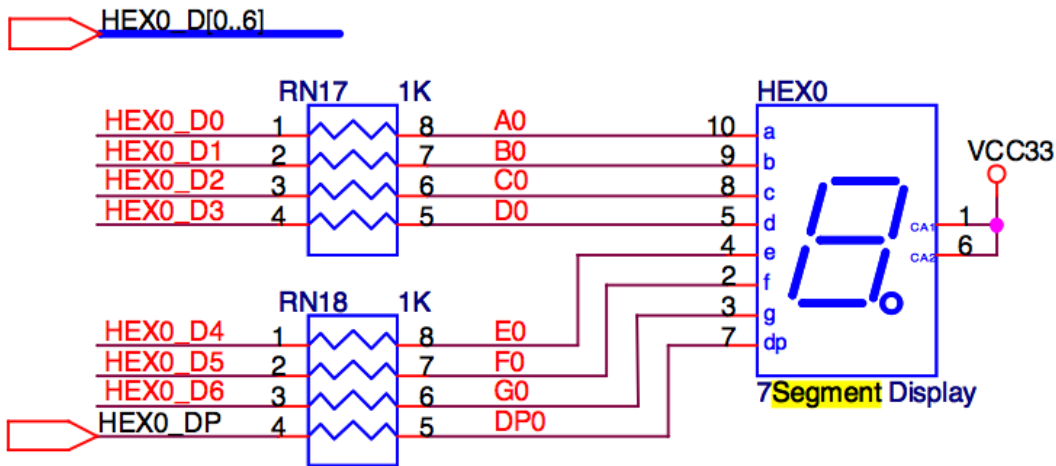 HEX0_D[0..6]
RN17 1K HEX0
HEX0_D0 1 8 A0 10 a
HEX0_D1 2 7 B0 9 b VCC33
HEX0_D2 3 6 C0 8 c
HEX0_D3 4 5 D0 5 d CA1 1
4 e CA2 6
RN18 1K 2 f
3 g
HEX0_D4 1 8 E0 7 dp
HEX0_D5 2 7 F0
HEX0_D6 3 6 G0 7Segment Display
HEX0_DP 4 5 DP0